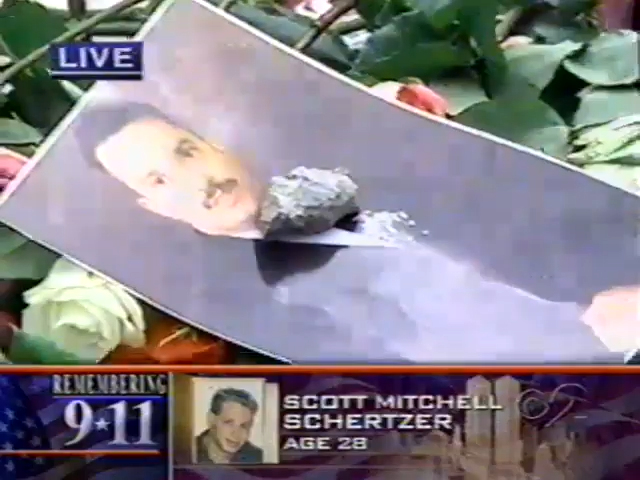 LIVE
REMEMBERING
9★11
SCOTT MITCHELL
SCHERTZER
AGE 28